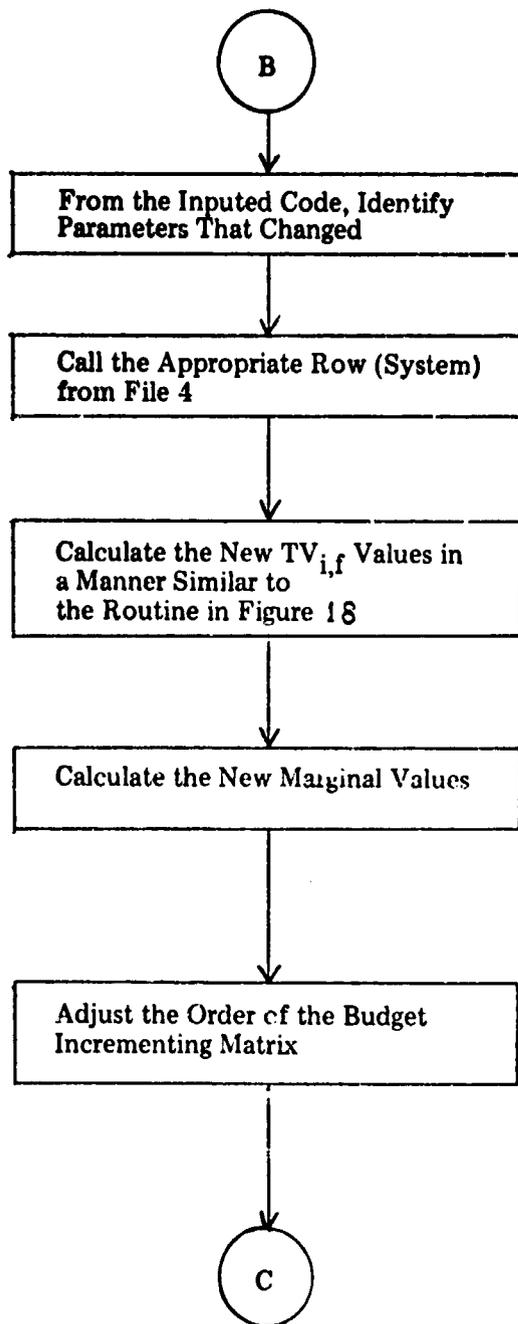 B
From the Inputed Code, Identify
Parameters That Changed
Call the Appropriate Row (System)
from File 4
Calculate the New TV_{i,f} Values in
a Manner Similar to
the Routine in Figure 18
Calculate the New Marginal Values
Adjust the Order of the Budget
Incrementing Matrix
C